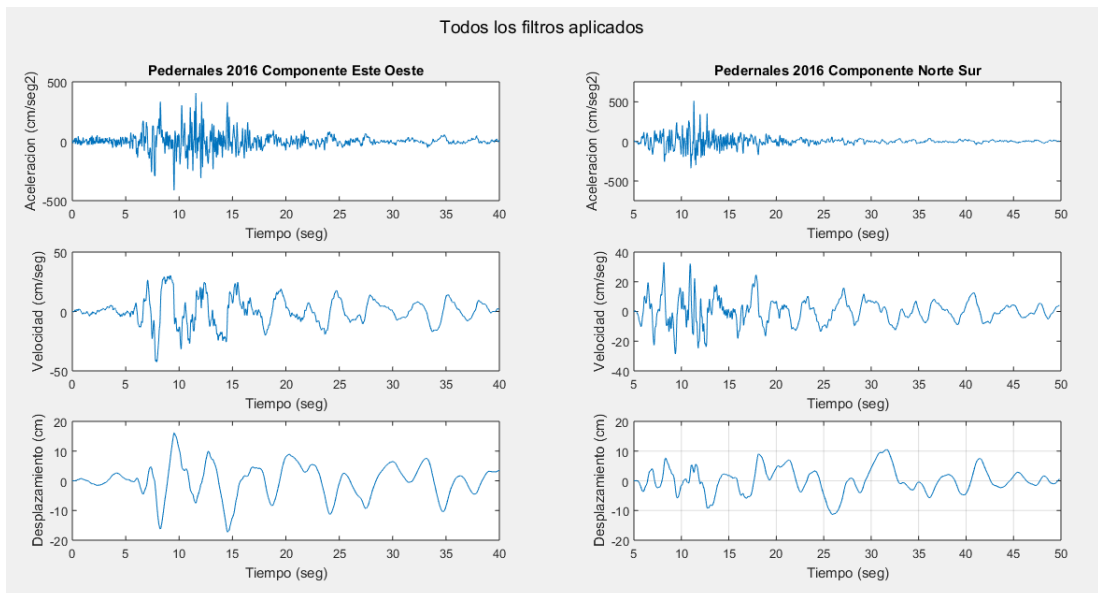 Todos los filtros aplicados
Pedernales 2016 Componente Este Oeste
Aceleracion (cm/seg2)
500
0
-500
0 5 10 15 20 25 30 35 40
Tiempo (seg)
Pedernales 2016 Componente Norte Sur
Aceleracion (cm/seg2)
500
0
-500
5 10 15 20 25 30 35 40 45 50
Tiempo (seg)
Velocidad (cm/seg)
50
0
-50
0 5 10 15 20 25 30 35 40
Tiempo (seg)
Velocidad (cm/seg)
40
20
0
-20
-40
5 10 15 20 25 30 35 40 45 50
Tiempo (seg)
Desplazamiento (cm)
20
10
0
-10
-20
0 5 10 15 20 25 30 35 40
Tiempo (seg)
Desplazamiento (cm)
20
10
0
-10
-20
5 10 15 20 25 30 35 40 45 50
Tiempo (seg)